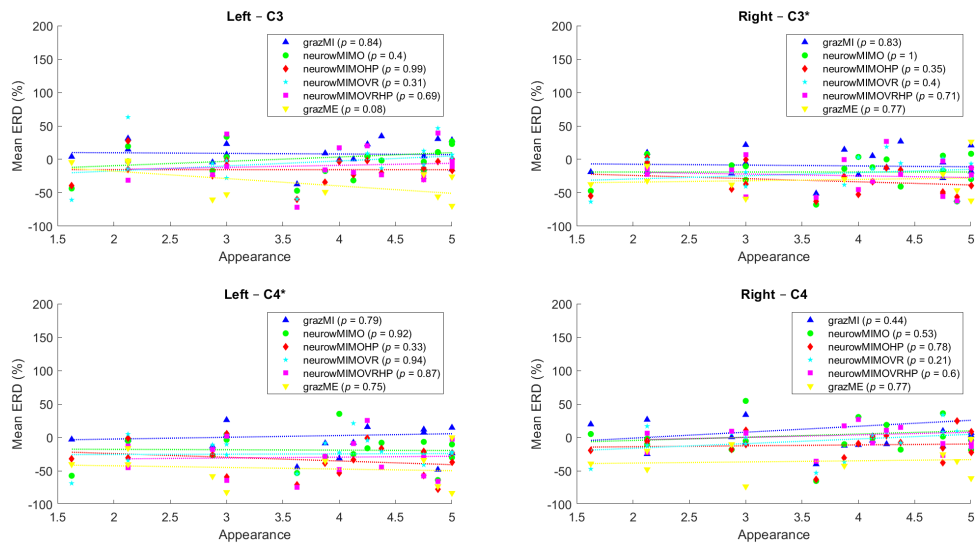 Left – C3
Mean ERD (%)
200
150
100
50
0
-50
-100
1.5 2 2.5 3 3.5 4 4.5 5
Appearance
grazMI (p = 0.84)
neurowMIMO (p = 0.4)
neurowMIMOHP (p = 0.99)
neurowMIMOVR (p = 0.31)
neurowMIMOVRHP (p = 0.69)
grazME (p = 0.08)
Right – C3*
Mean ERD (%)
200
150
100
50
0
-50
-100
1.5 2 2.5 3 3.5 4 4.5 5
Appearance
grazMI (p = 0.83)
neurowMIMO (p = 1)
neurowMIMOHP (p = 0.35)
neurowMIMOVR (p = 0.4)
neurowMIMOVRHP (p = 0.71)
grazME (p = 0.77)
Left – C4*
Mean ERD (%)
200
150
100
50
0
-50
-100
1.5 2 2.5 3 3.5 4 4.5 5
Appearance
grazMI (p = 0.79)
neurowMIMO (p = 0.92)
neurowMIMOHP (p = 0.33)
neurowMIMOVR (p = 0.94)
neurowMIMOVRHP (p = 0.87)
grazME (p = 0.75)
Right – C4
Mean ERD (%)
200
150
100
50
0
-50
-100
1.5 2 2.5 3 3.5 4 4.5 5
Appearance
grazMI (p = 0.44)
neurowMIMO (p = 0.53)
neurowMIMOHP (p = 0.78)
neurowMIMOVR (p = 0.21)
neurowMIMOVRHP (p = 0.6)
grazME (p = 0.77)